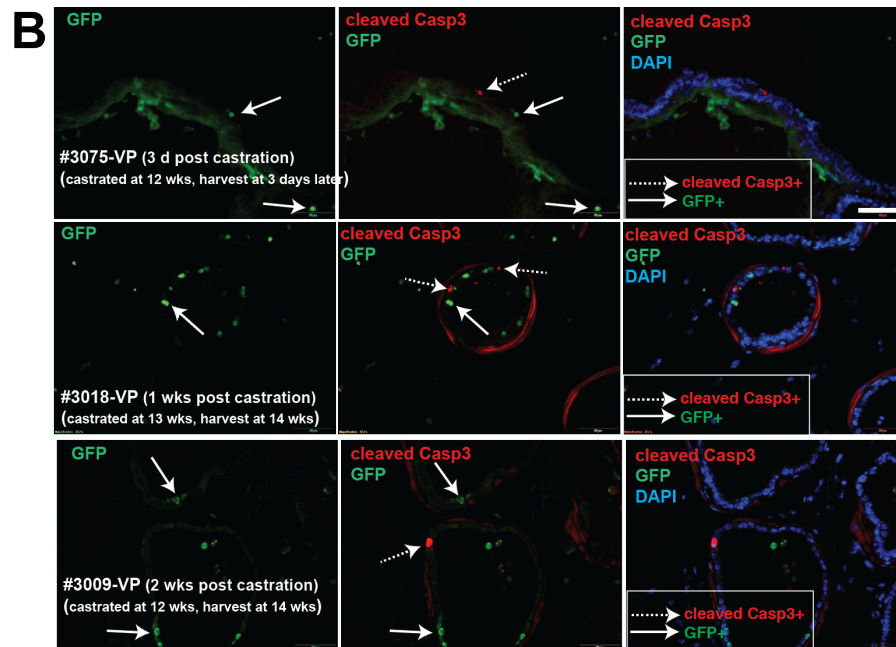 B
GFP
cleaved Casp3
GFP
cleaved Casp3
GFP
DAPI
#3075-VP (3 d post castration)
(castrated at 12 wks, harvest at 3 days later)
cleaved Casp3+
GFP+
GFP
cleaved Casp3
GFP
cleaved Casp3
GFP
DAPI
#3018-VP (1 wks post castration)
(castrated at 13 wks, harvest at 14 wks)
cleaved Casp3+
GFP+
GFP
cleaved Casp3
GFP
cleaved Casp3
GFP
DAPI
#3009-VP (2 wks post castration)
(castrated at 12 wks, harvest at 14 wks)
cleaved Casp3+
GFP+